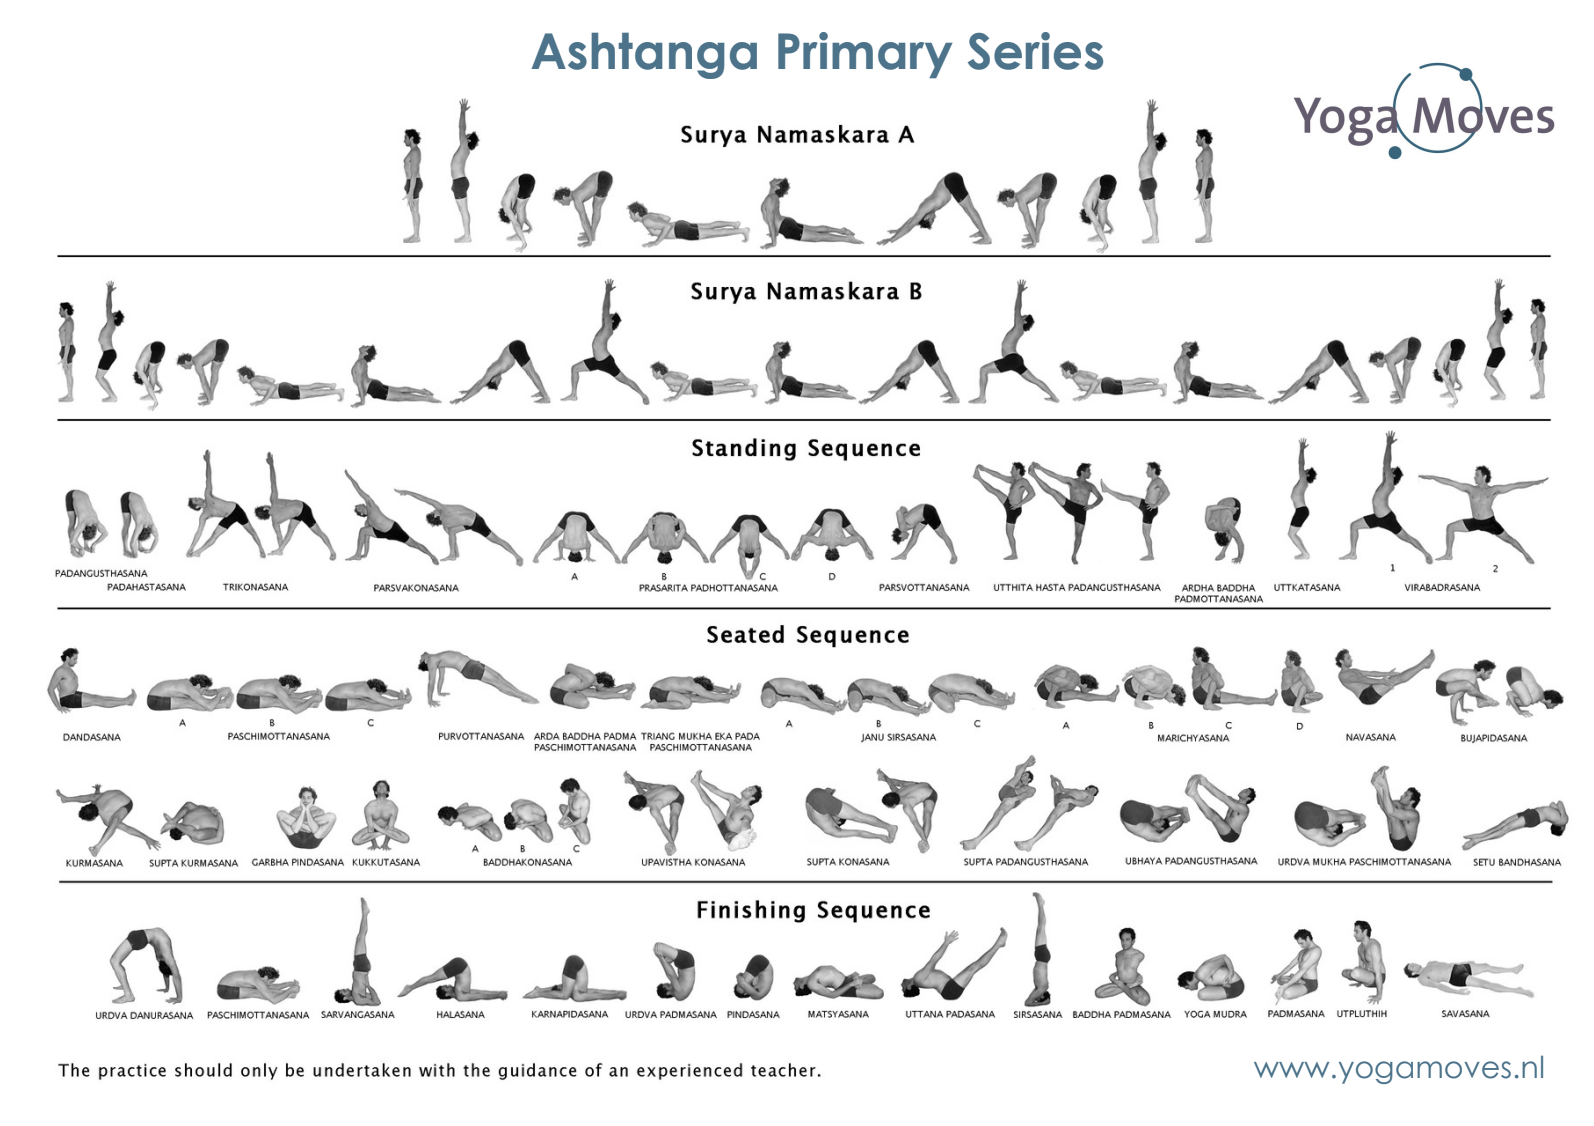 Ashtanga Primary Series
Yoga Moves
Surya Namaskara A
Surya Namaskara B
Standing Sequence
PADANGUSTHASANA
PADAHASTASANA
TRIKONASANA
PARSVAKONASANA
A B C D
PRASARITA PADHOTTANASANA
PARSVOTTANASANA
UTTHITA HASTA PADANGUSTHASANA
ARDHA BADDHA
PADMOTTANASANA
UTTKATASANA
1 2
VIRABADRASANA
Seated Sequence
DANDASANA
A B C
PASCHIMOTTANASANA
PURVOTTANASANA
ARDA BADDHA PADMA
PASCHIMOTTANASANA
TRIANG MUKHA EKA PADA
PASCHIMOTTANASANA
A B C
JANU SIRSASANA
A B C D
MARICHYASANA
NAVASANA
BUJAPIDASANA
KURMASANA
SUPTA KURMASANA
GARBHA PINDASANA
KUKKUTASANA
A B C
BADDHAKONASANA
UPAVISTHA KONASANA
SUPTA KONASANA
SUPTA PADANGUSTHASANA
UBHAYA PADANGUSTHASANA
URDVA MUKHA PASCHIMOTTANASANA
SETU BANDHASANA
Finishing Sequence
URDVA DANURASANA
PASCHIMOTTANASANA
SARVANGASANA
HALASANA
KARNAPIDASANA
URDVA PADMASANA
PINDASANA
MATSYASANA
UTTANA PADASANA
SIRSASANA
BADDHA PADMASANA
YOGA MUDRA
PADMASANA
UTPLUTHIH
SAVASANA
The practice should only be undertaken with the guidance of an experienced teacher.
www.yogamoves.nl